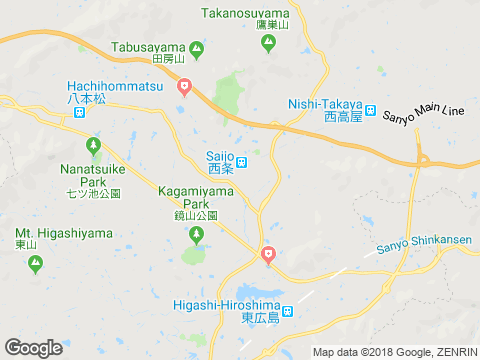 Takanosuyama
鷹巣山
Tabusayama
田房山
Hachihommatsu
八本松
Nishi-Takaya
西高屋
Sanyo Main Line
Saijo
西条
Nanatsuike
Park
七ツ池公園
Kagamiyama
Park
鏡山公園
Mt. Higashiyama
東山
Sanyo Shinkansen
Higashi-Hiroshima
東広島
Google
Map data ©2018 Google, ZENRIN